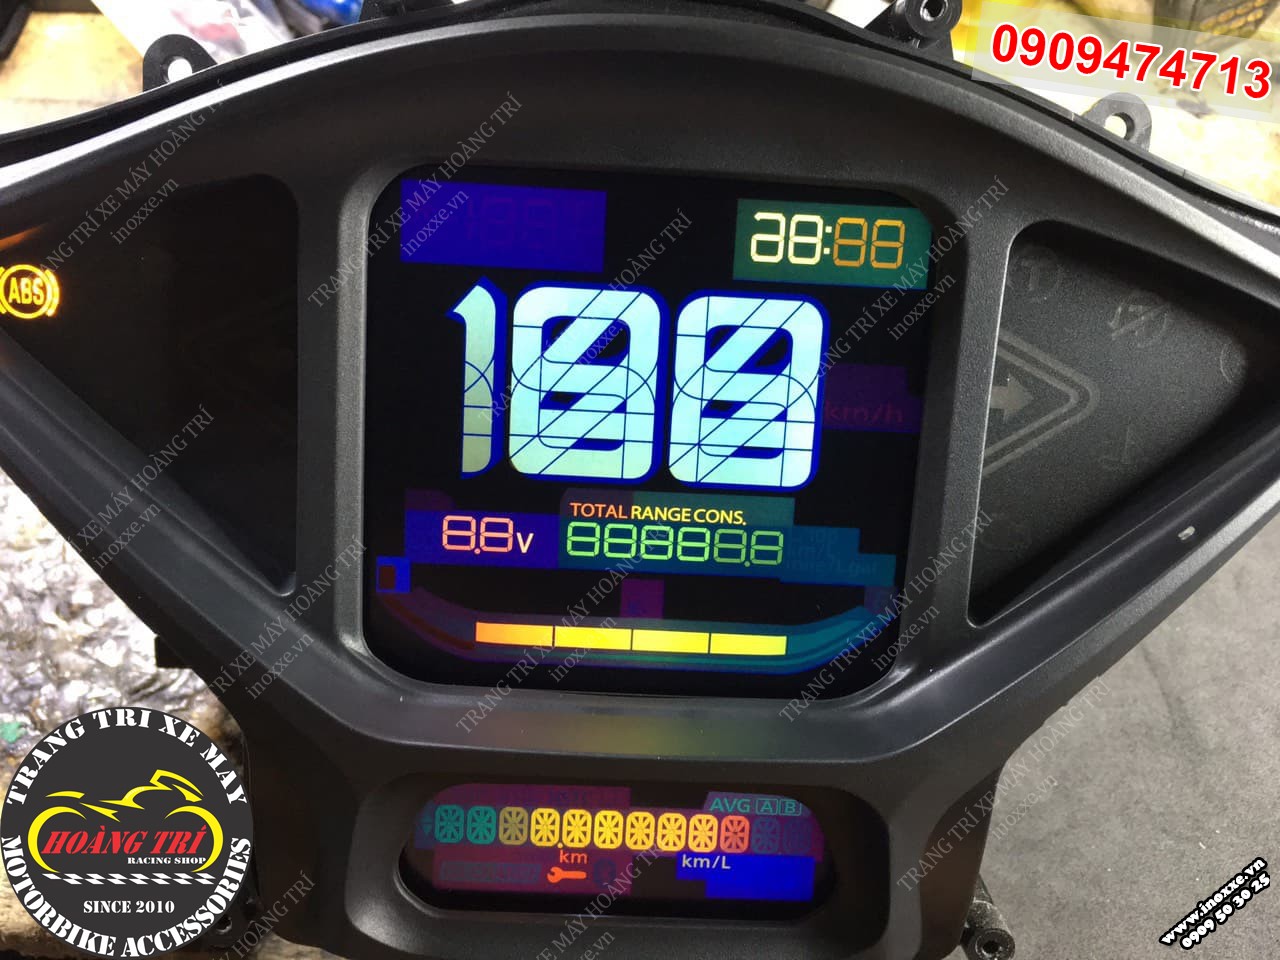 0909474713
ABS
28:88
188
km/h
TOTAL RANGE CONS.
8.8v
88888.8
AVG A B
km
km/L
TRANG TRÍ XE MÁY
HOÀNG TRÍ
RACING SHOP
SINCE 2010
MOTORBIKE ACCESSORIES
www.inoxxe.vn
0909 50 30 25
TRANG TRÍ XE MÁY HOÀNG TRÍ
inoxxe.vn